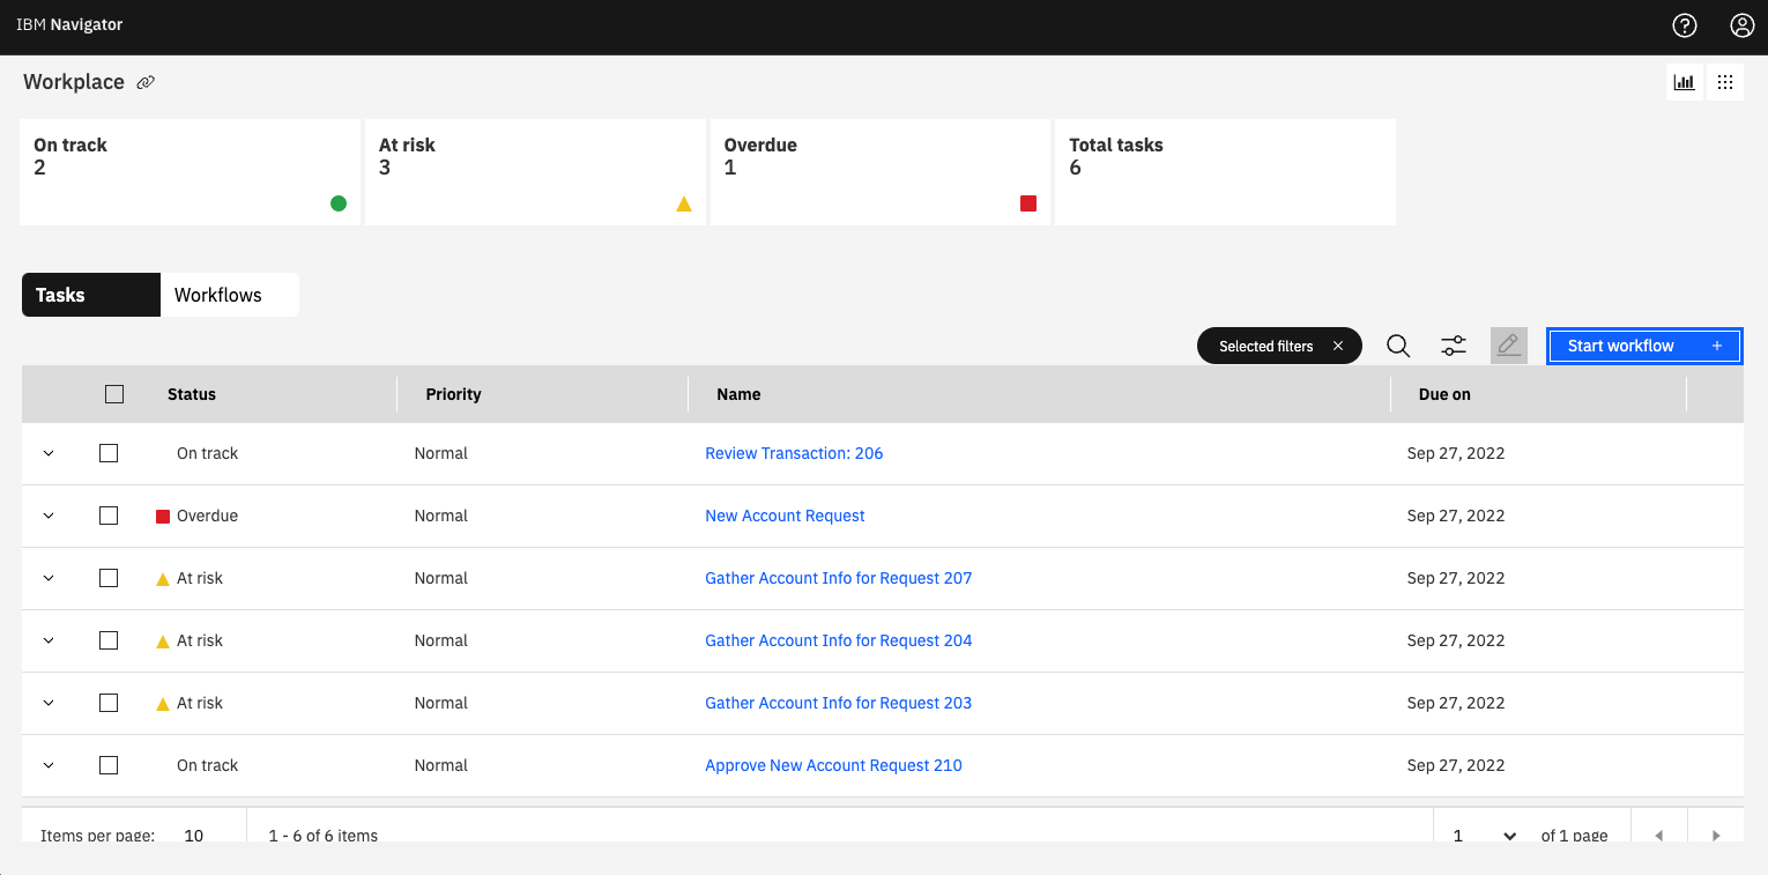 IBM Navigator
Workplace
On track
2
At risk
3
Overdue
1
Total tasks
6
Tasks Workflows
Selected filters × Start workflow +
Status Priority Name Due on
On track Normal Review Transaction: 206 Sep 27, 2022
Overdue Normal New Account Request Sep 27, 2022
At risk Normal Gather Account Info for Request 207 Sep 27, 2022
At risk Normal Gather Account Info for Request 204 Sep 27, 2022
At risk Normal Gather Account Info for Request 203 Sep 27, 2022
On track Normal Approve New Account Request 210 Sep 27, 2022
Items per page: 10 1 - 6 of 6 items 1 of 1 page